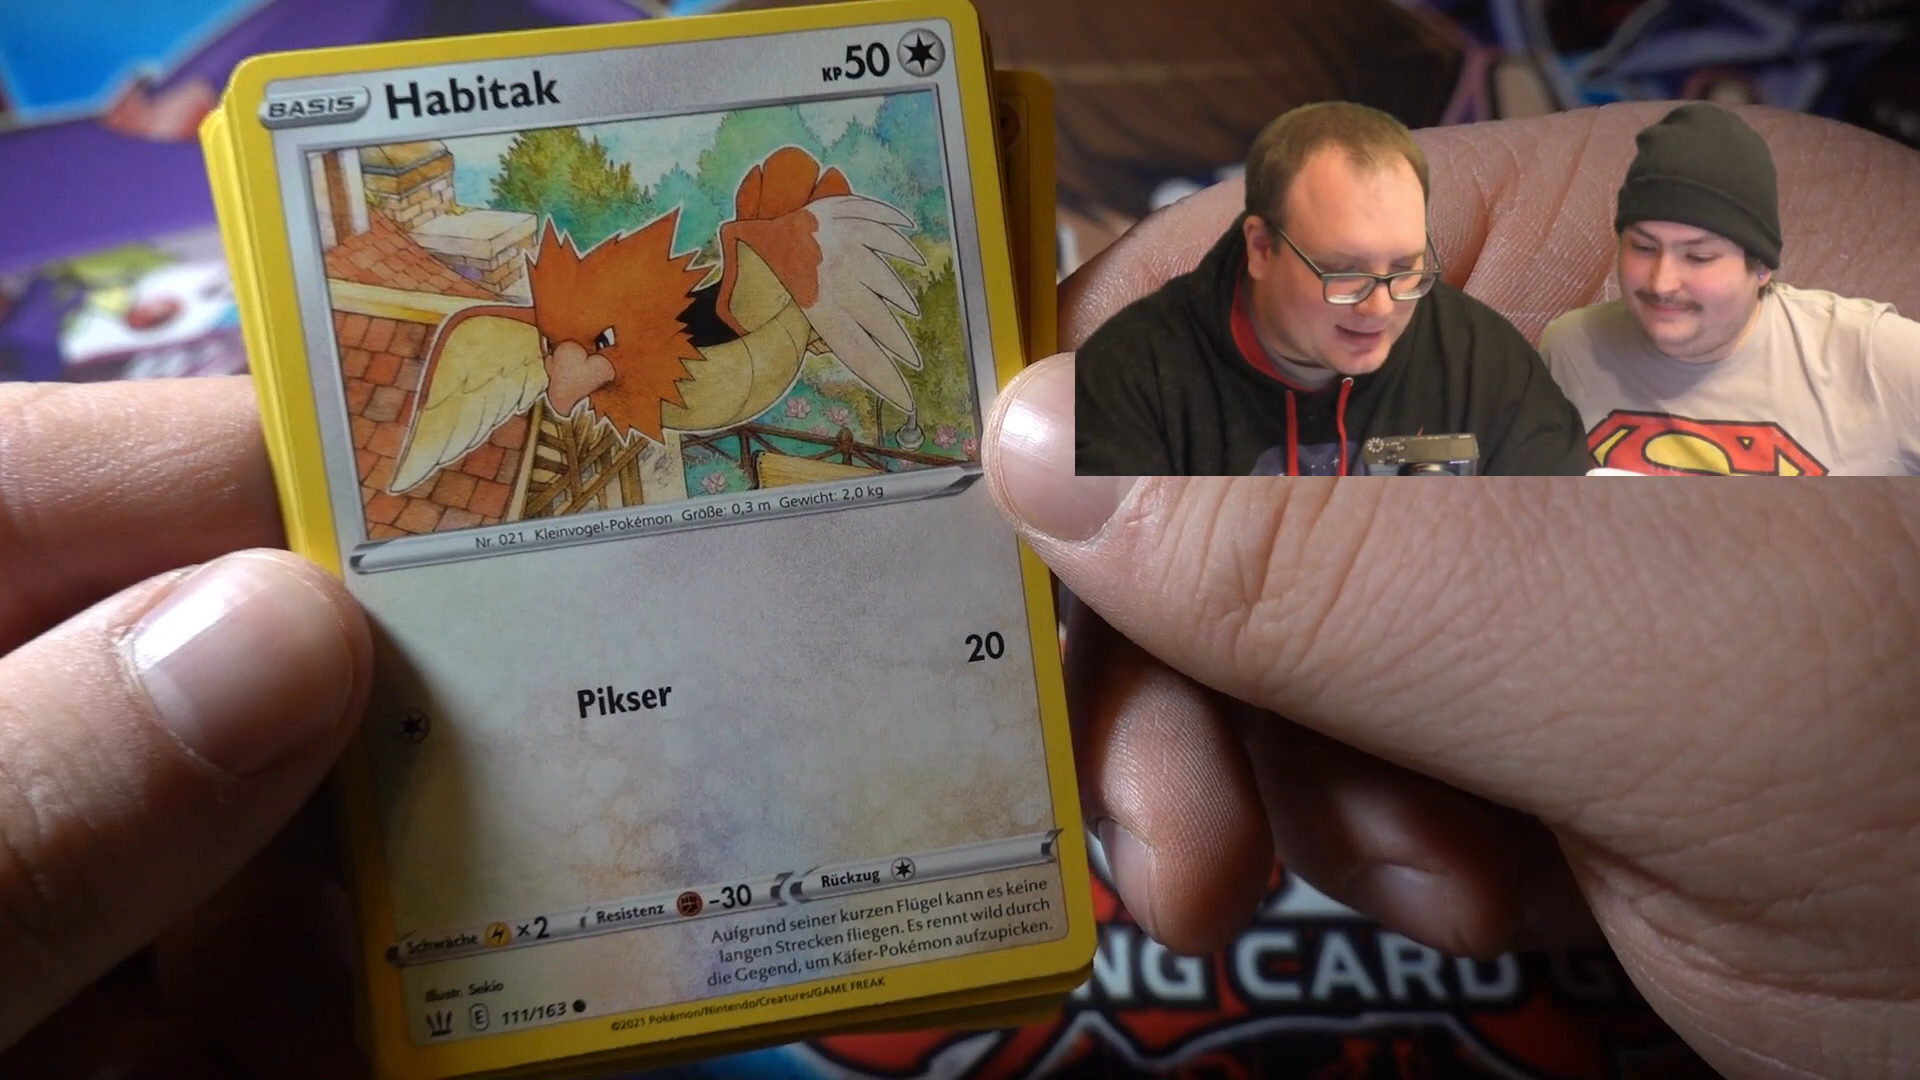 BASIS Habitak KP 50
Nr. 021 Kleinvogel-Pokémon Größe: 0,3 m Gewicht: 2,0 kg
Pikser 20
Schwäche ×2 Resistenz -30 Rückzug
Aufgrund seiner kurzen Flügel kann es keine
langen Strecken fliegen. Es rennt wild durch
die Gegend, um Käfer-Pokémon aufzupicken.
Illustr. Sekio
E 111/163
©2021 Pokémon/Nintendo/Creatures/GAME FREAK
NG CARD G